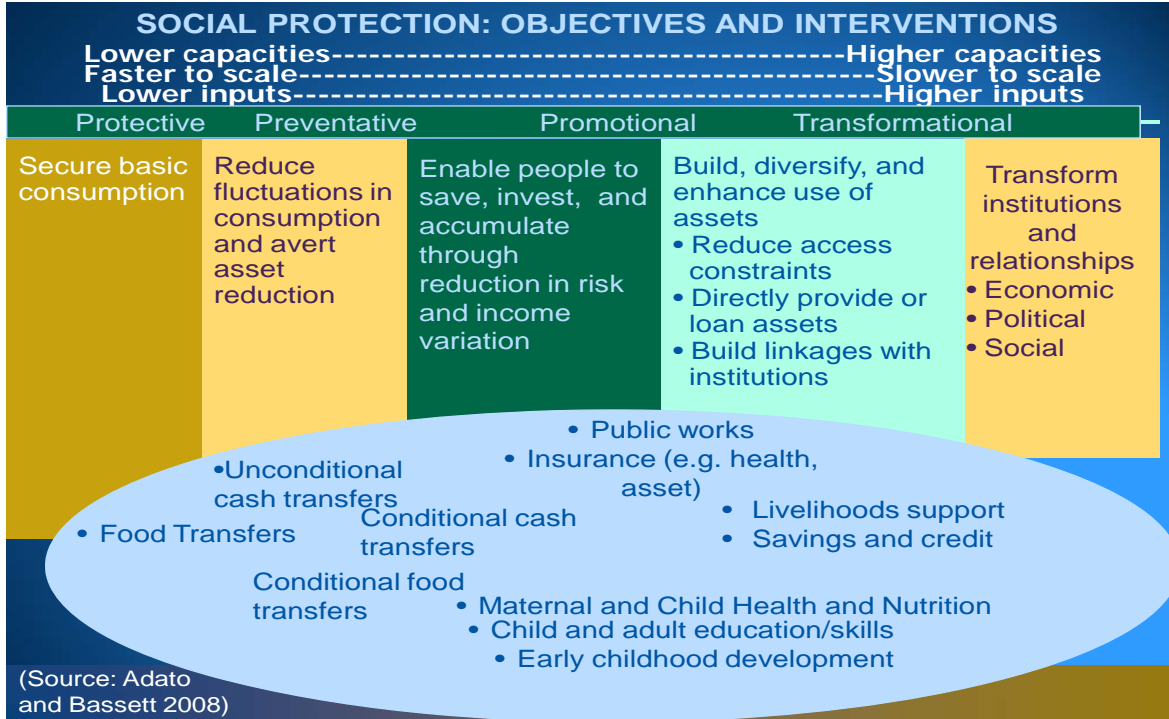 SOCIAL PROTECTION: OBJECTIVES AND INTERVENTIONS
Lower capacities------------------------------------------Higher capacities
Faster to scale------------------------------------------------Slower to scale
Lower inputs----------------------------------------------Higher inputs
Protective Preventative Promotional Transformational
Secure basic
consumption
Reduce
fluctuations in
consumption
and avert
asset
reduction
Enable people to
save, invest, and
accumulate
through
reduction in risk
and income
variation
Build, diversify, and
enhance use of
assets
• Reduce access
constraints
• Directly provide or
loan assets
• Build linkages with
institutions
Transform
institutions
and
relationships
• Economic
• Political
• Social
• Public works
• Insurance (e.g. health,
asset)
•Unconditional
cash transfers
• Food Transfers
Conditional cash
transfers
• Livelihoods support
• Savings and credit
Conditional food
transfers
• Maternal and Child Health and Nutrition
• Child and adult education/skills
• Early childhood development
(Source: Adato
and Bassett 2008)